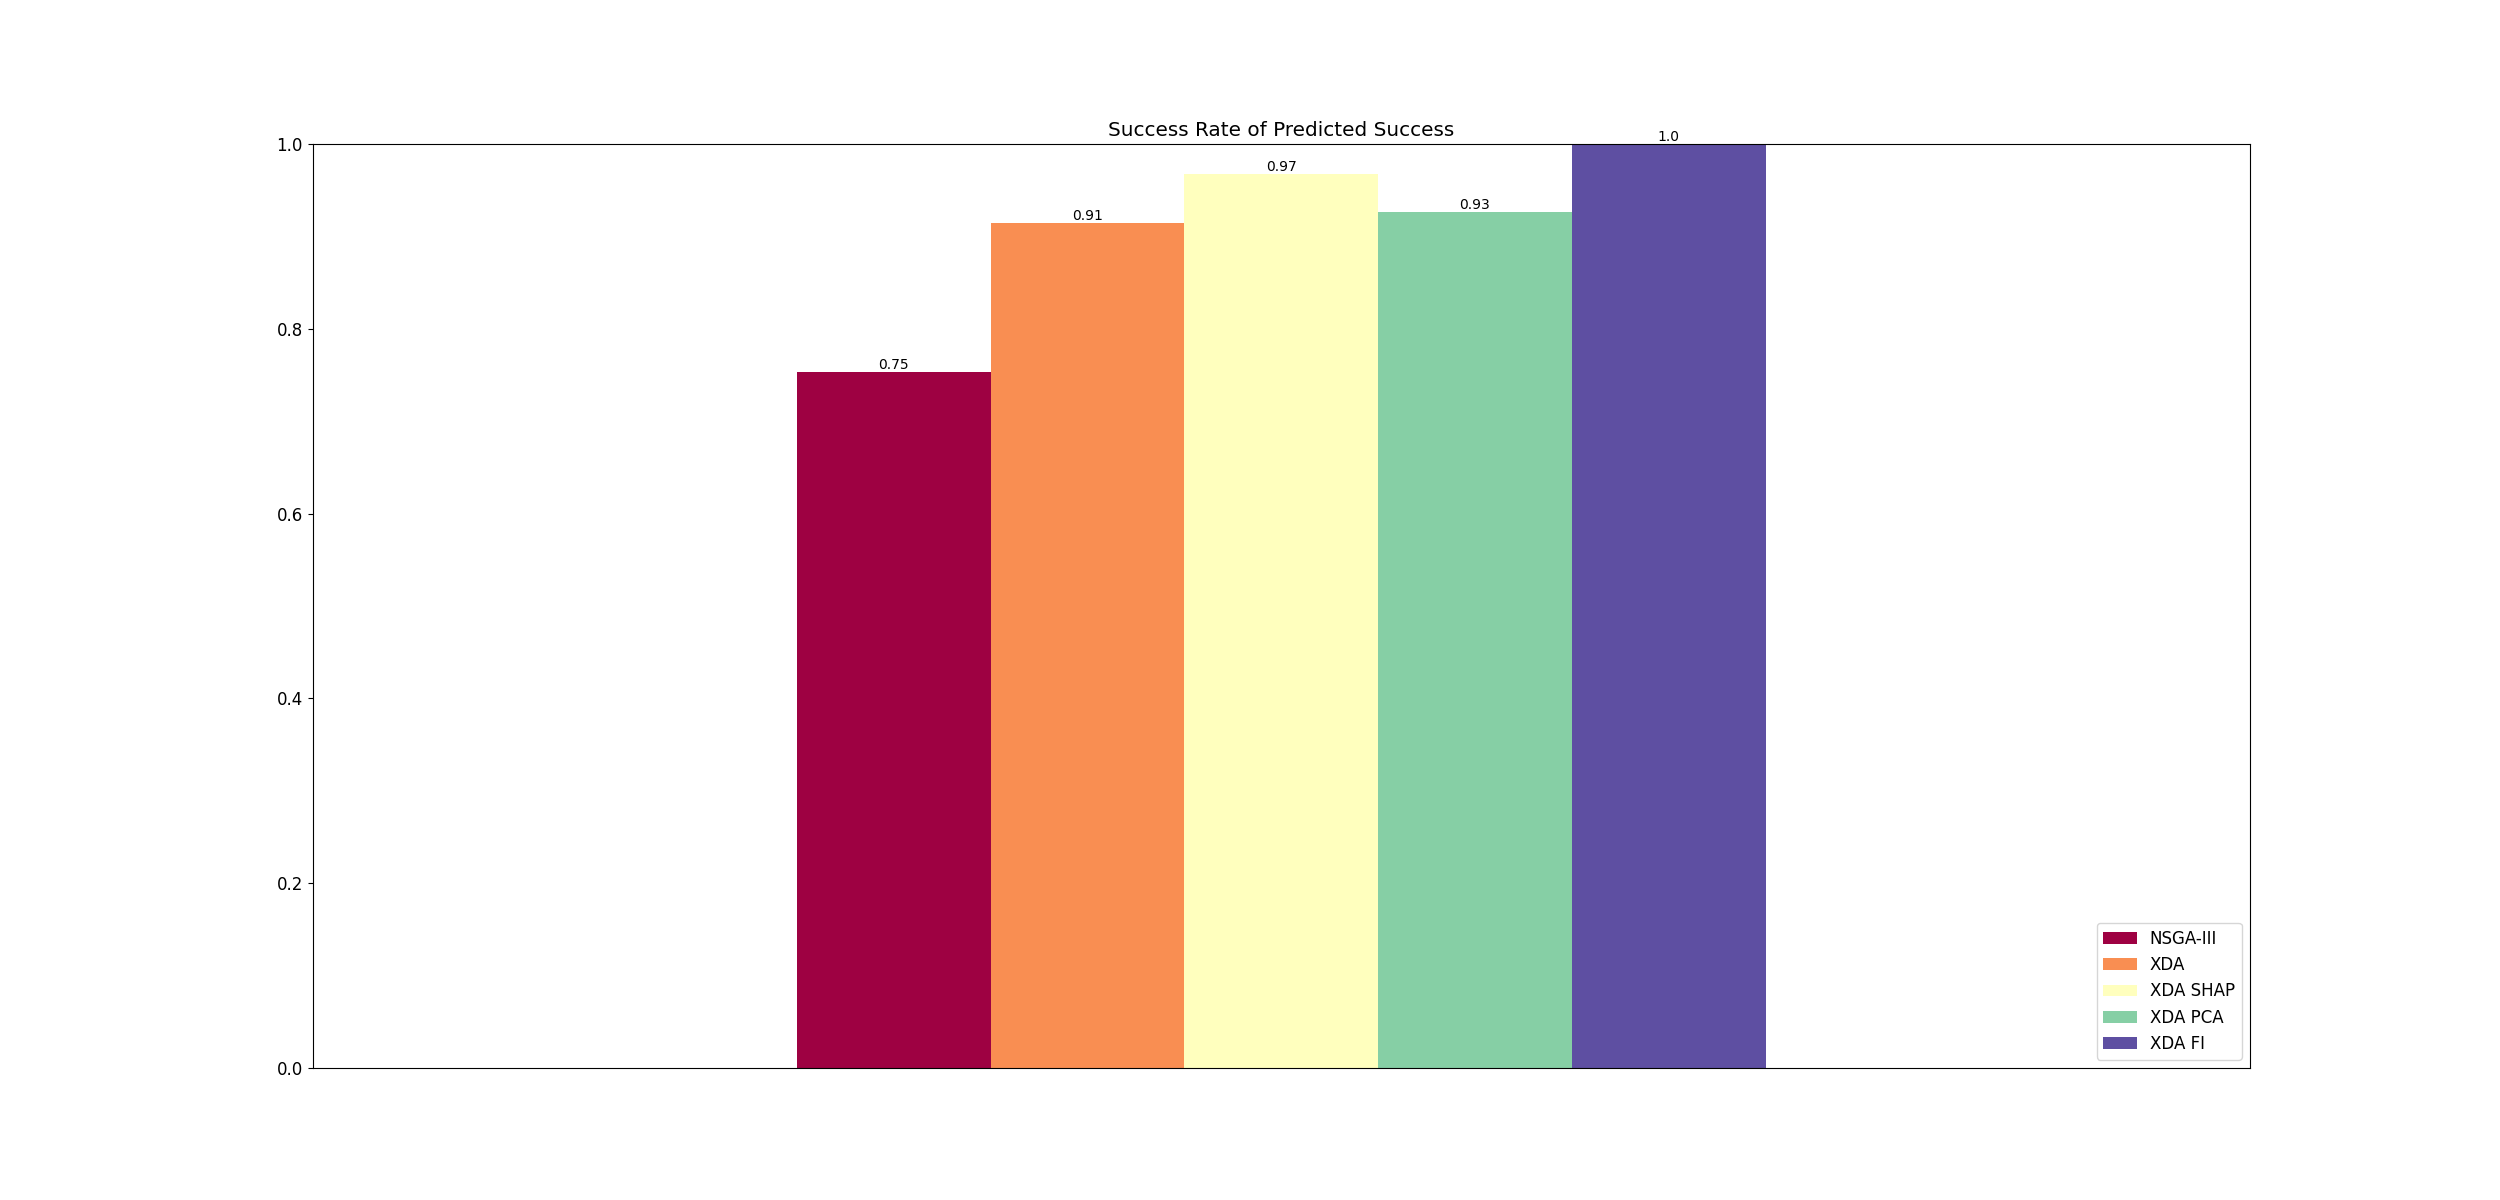 Success Rate of Predicted Success
1.0
1.0
0.97
0.93
0.91
0.8
0.75
0.6
0.4
0.2
0.0
NSGA-III
XDA
XDA SHAP
XDA PCA
XDA FI